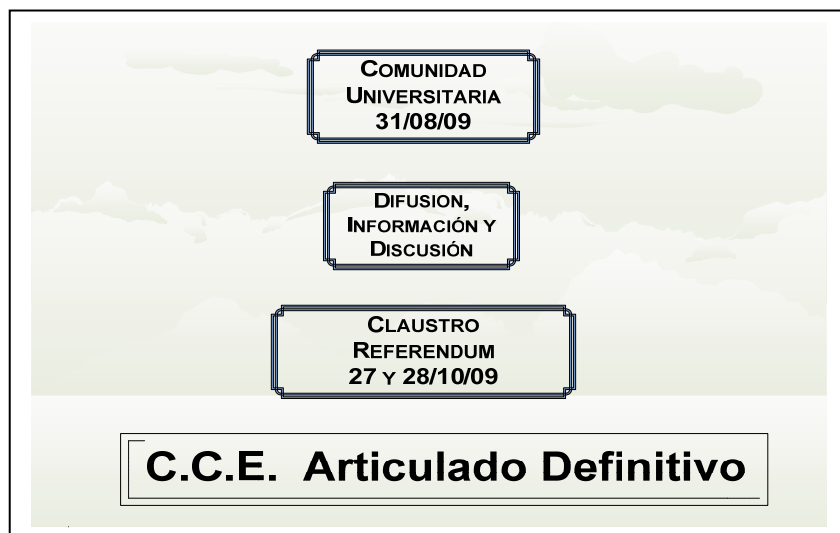 COMUNIDAD
UNIVERSITARIA
31/08/09
DIFUSION,
INFORMACIÓN Y
DISCUSIÓN
CLAUSTRO
REFERENDUM
27 Y 28/10/09
C.C.E. Articulado Definitivo